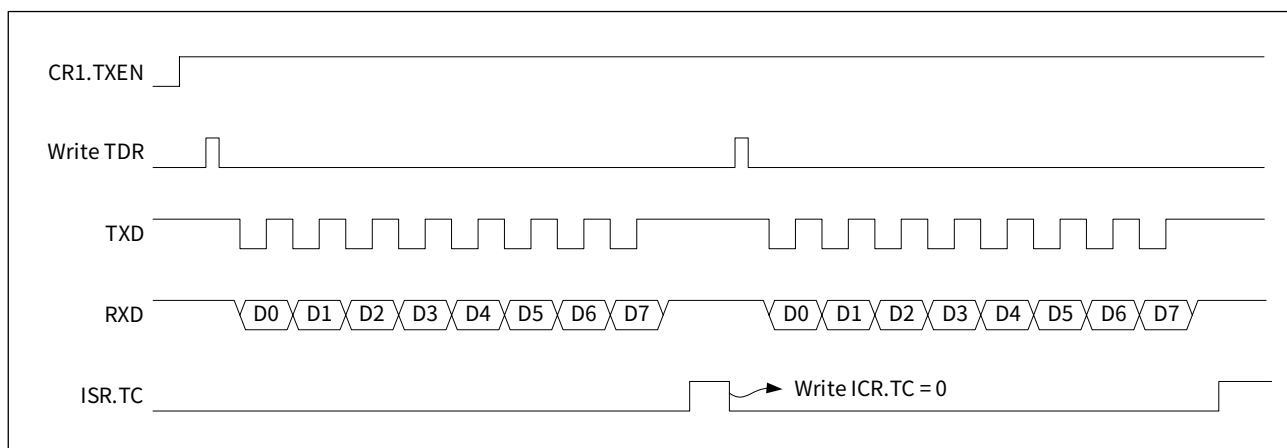 CR1.TXEN
Write TDR
TXD
RXD D0 D1 D2 D3 D4 D5 D6 D7 D0 D1 D2 D3 D4 D5 D6 D7
ISR.TC Write ICR.TC = 0